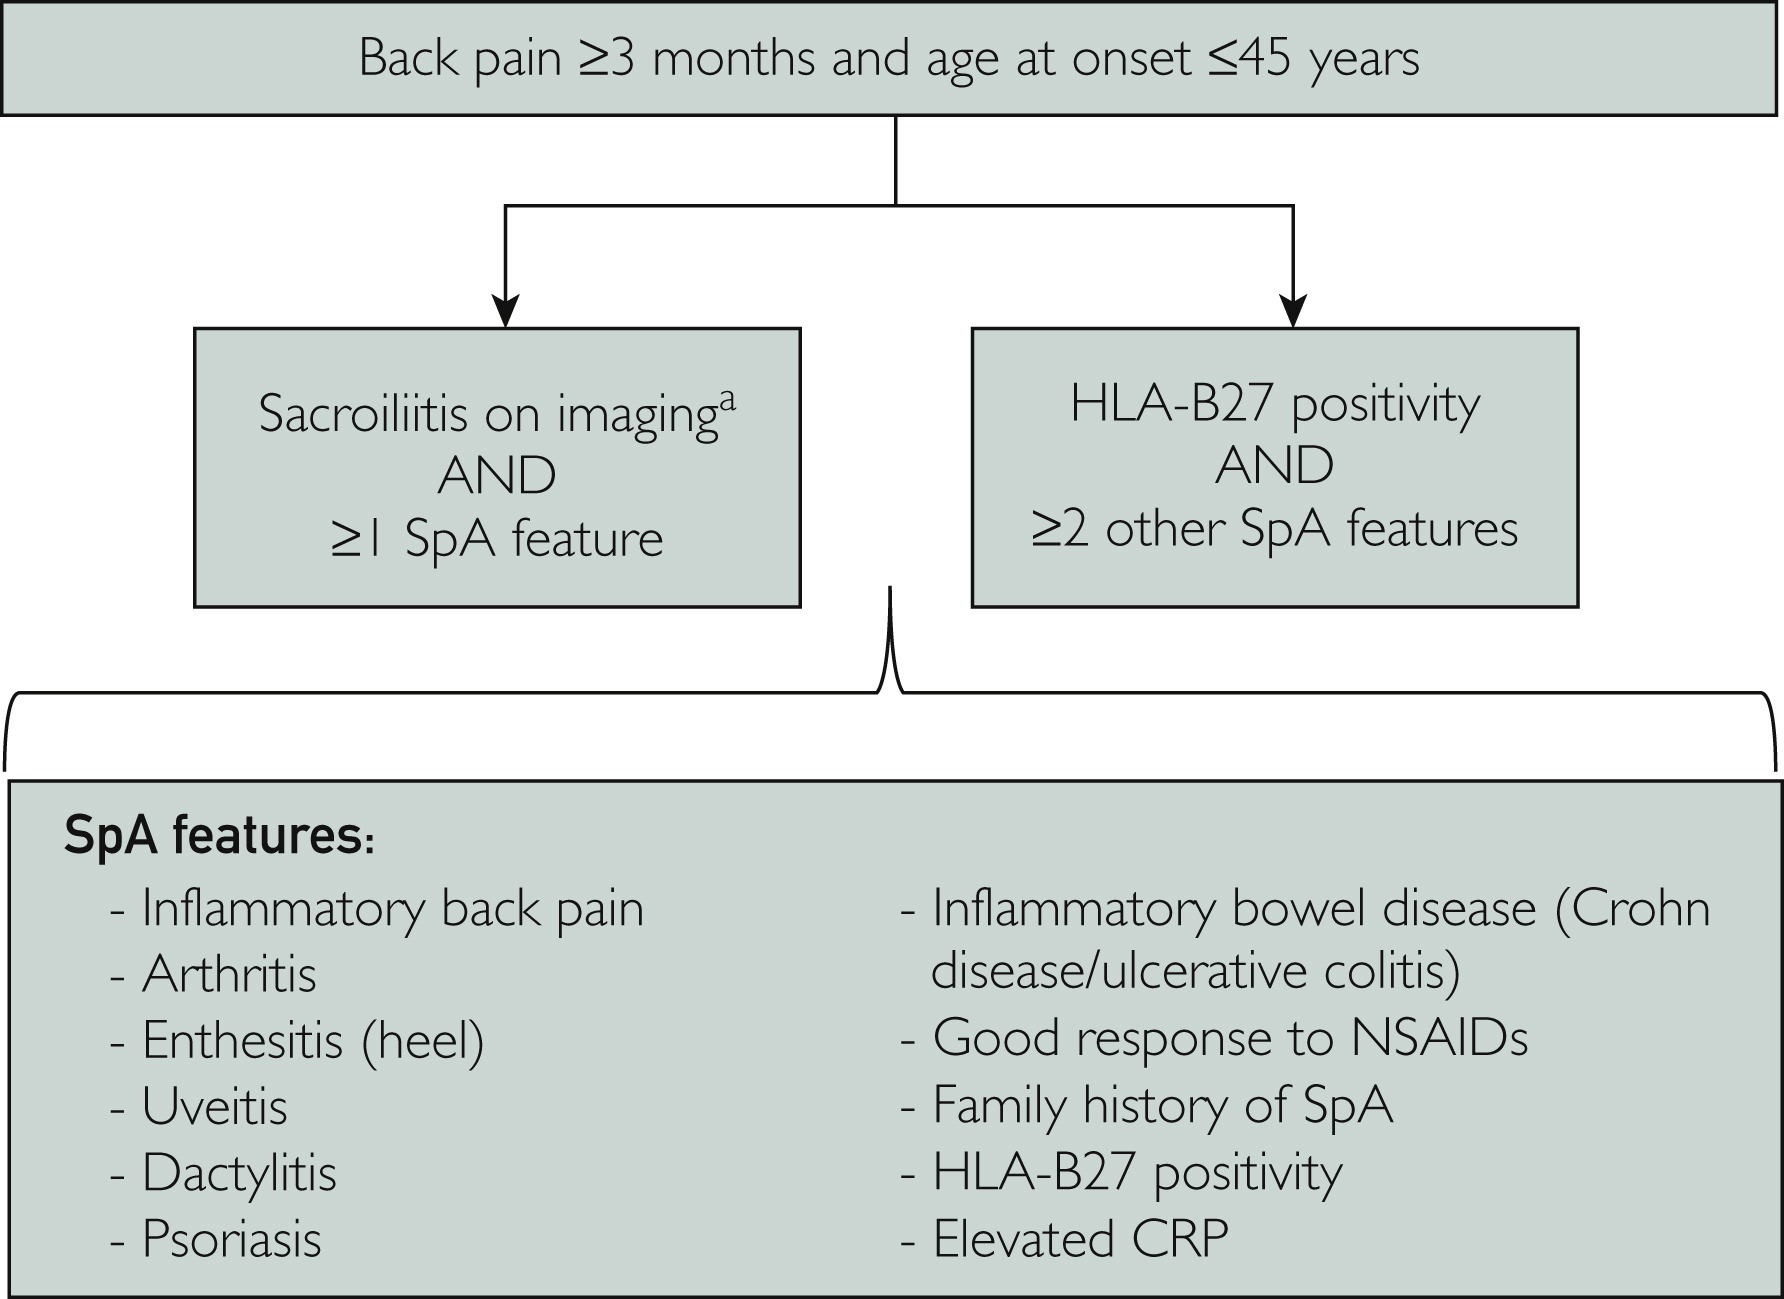 Back pain ≥3 months and age at onset ≤45 years
Sacroiliitis on imagingᵃ
AND
≥1 SpA feature
HLA-B27 positivity
AND
≥2 other SpA features
SpA features:
- Inflammatory back pain
- Arthritis
- Enthesitis (heel)
- Uveitis
- Dactylitis
- Psoriasis
- Inflammatory bowel disease (Crohn
disease/ulcerative colitis)
- Good response to NSAIDs
- Family history of SpA
- HLA-B27 positivity
- Elevated CRP